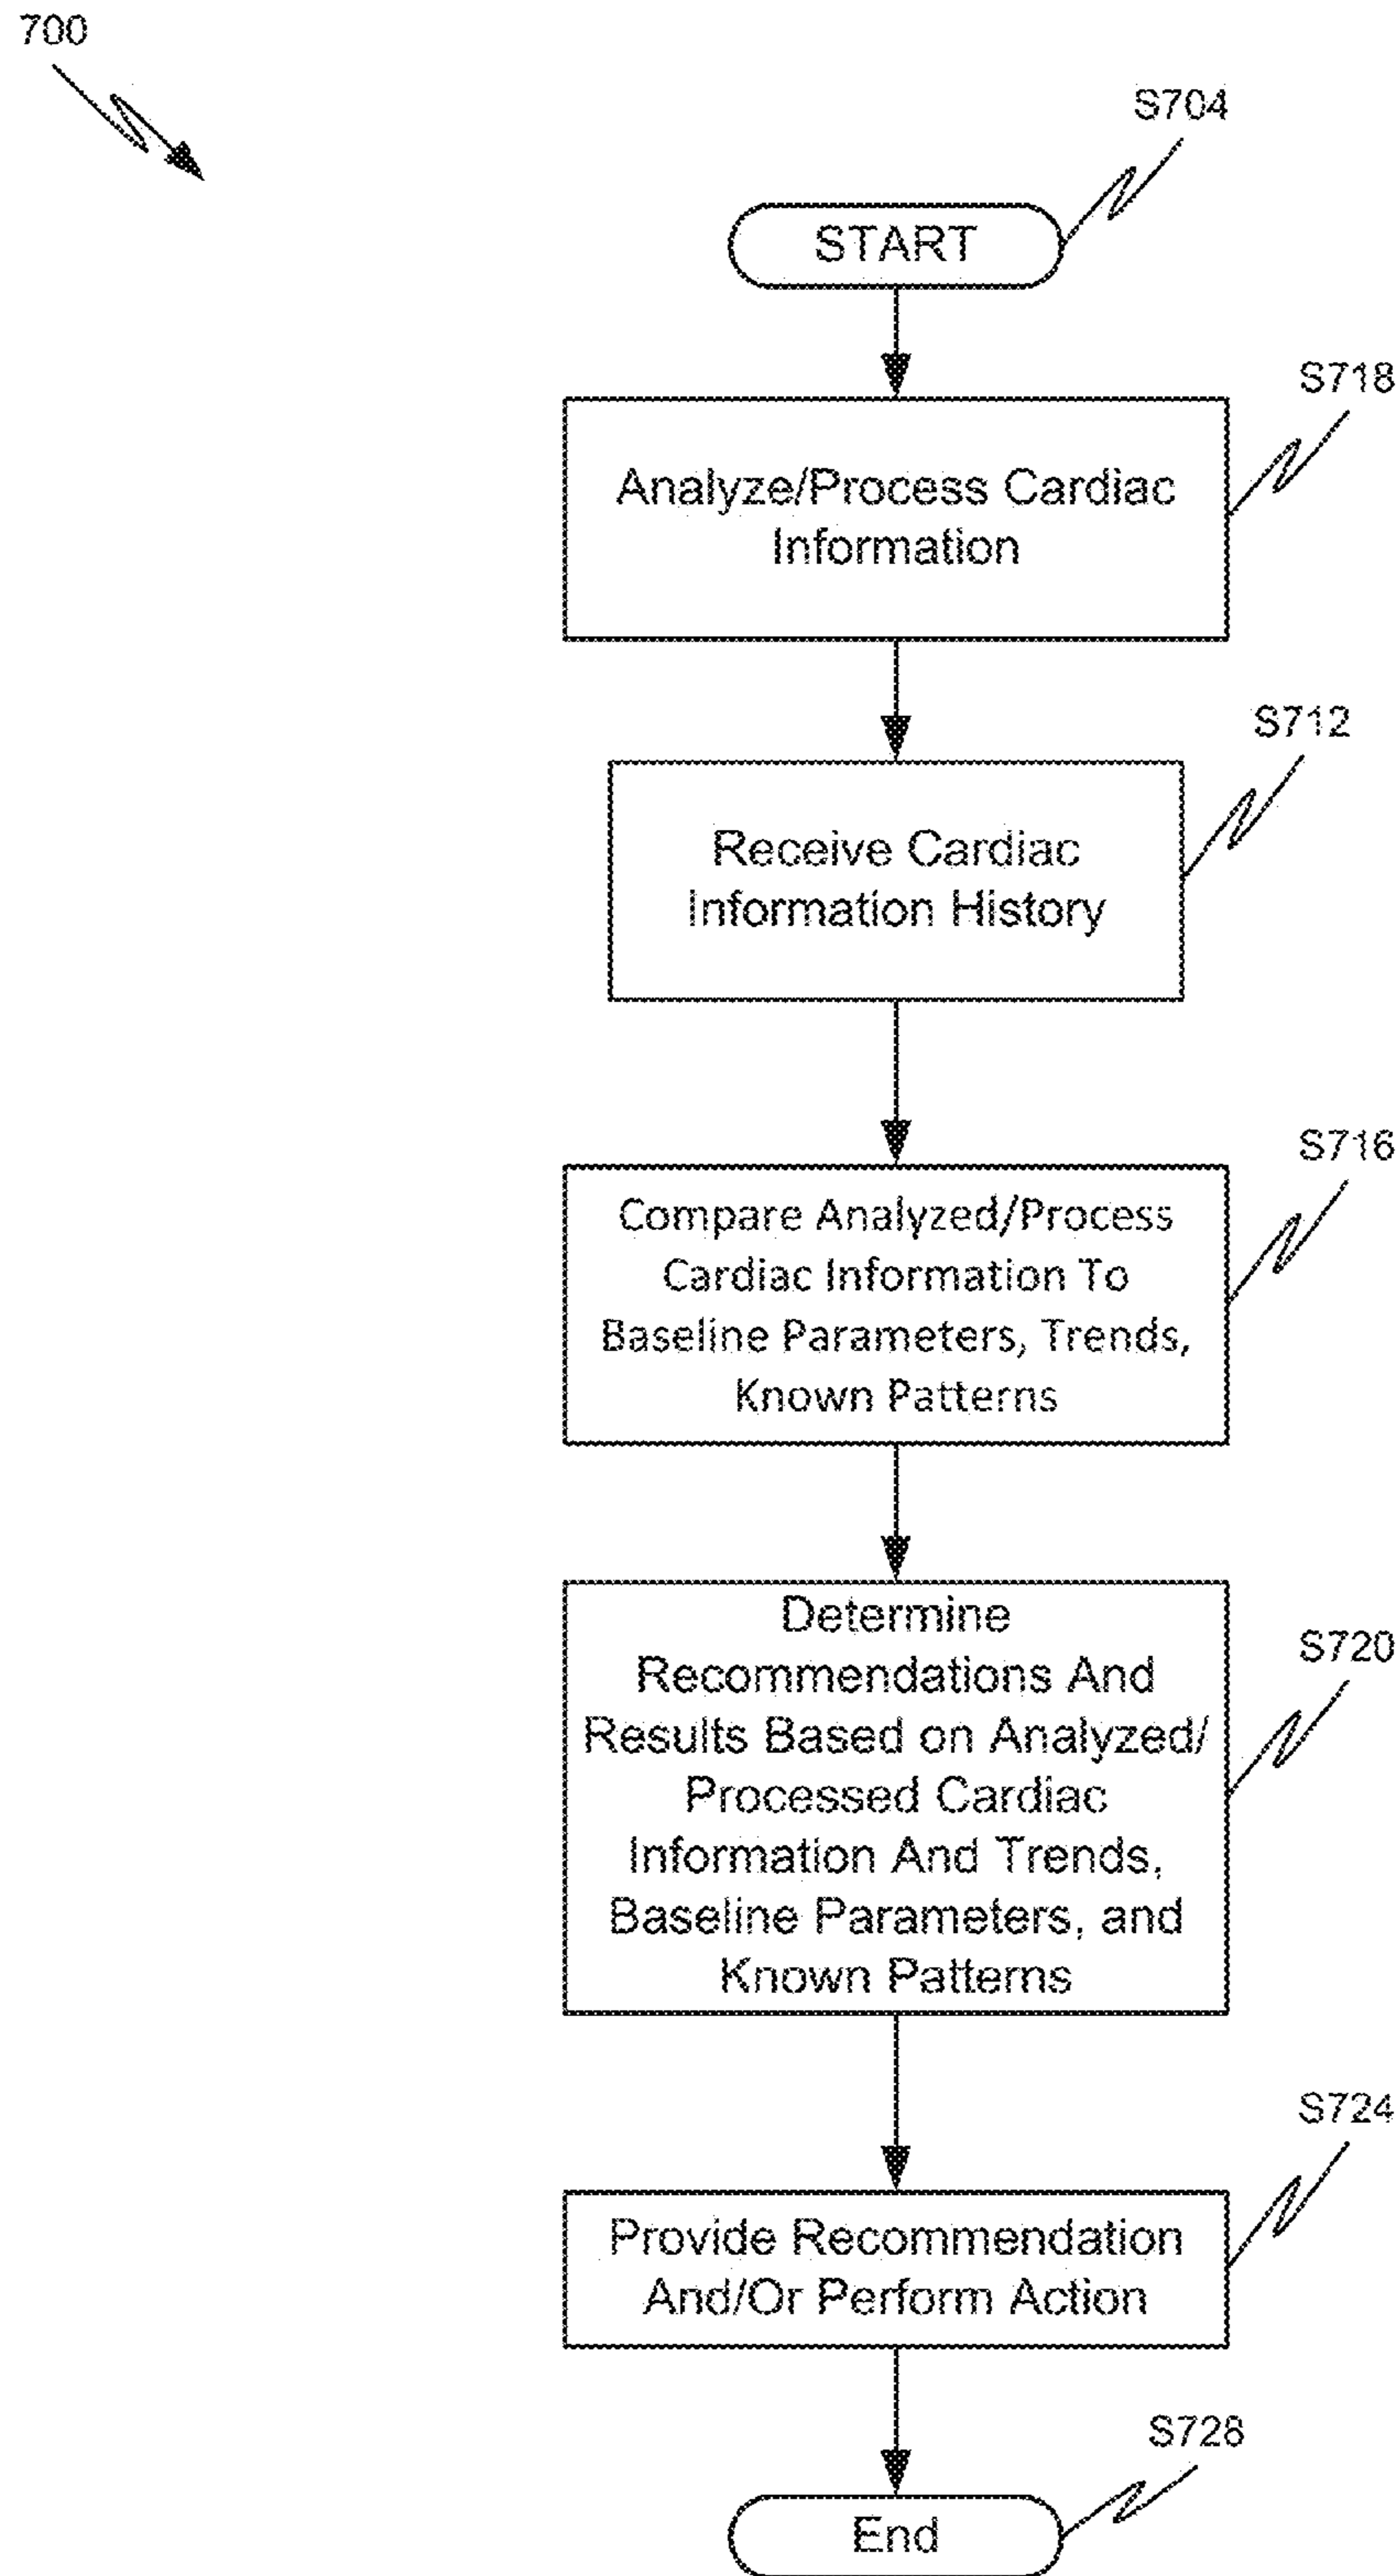 700
S704
START
S718
Analyze/Process Cardiac
Information
S712
Receive Cardiac
Information History
S716
Compare Analyzed/Process
Cardiac Information To
Baseline Parameters, Trends,
Known Patterns
S720
Determine
Recommendations And
Results Based on Analyzed/
Processed Cardiac
Information And Trends,
Baseline Parameters, and
Known Patterns
S724
Provide Recommendation
And/Or Perform Action
S728
End